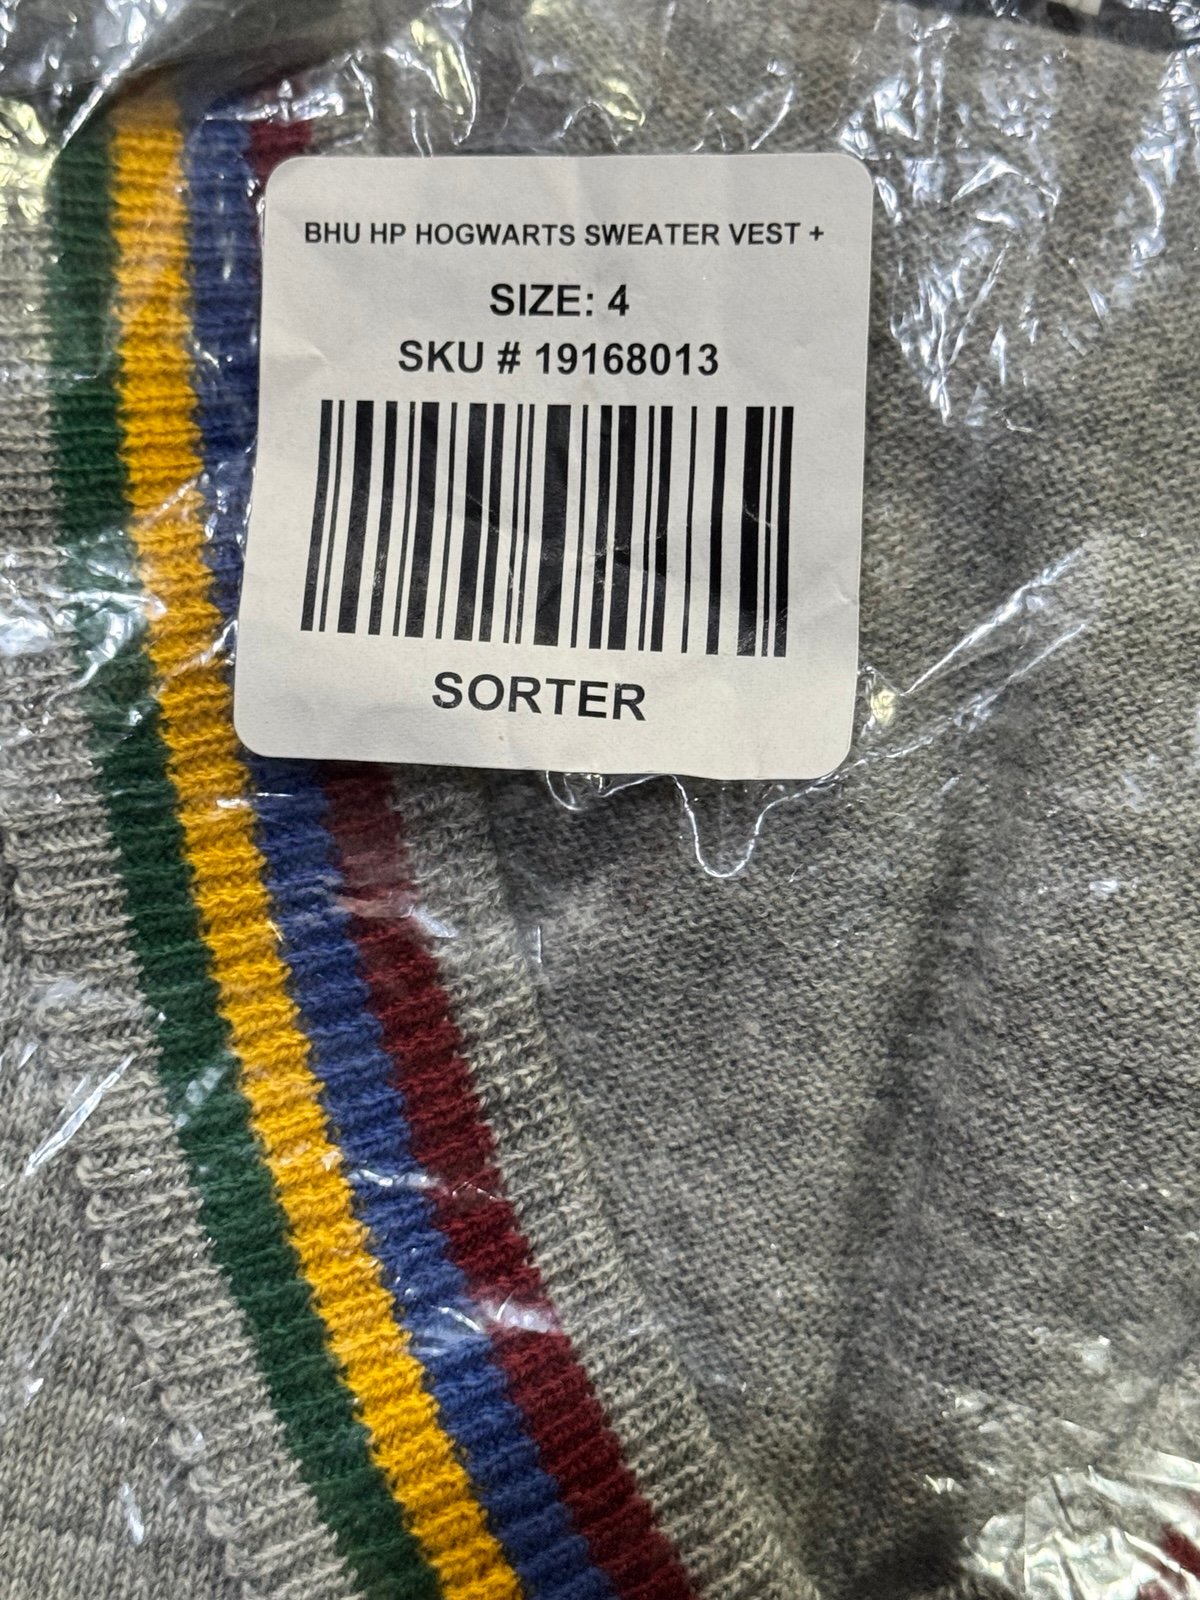 BHU HP HOGWARTS SWEATER VEST +
SIZE: 4
SKU # 19168013
SORTER